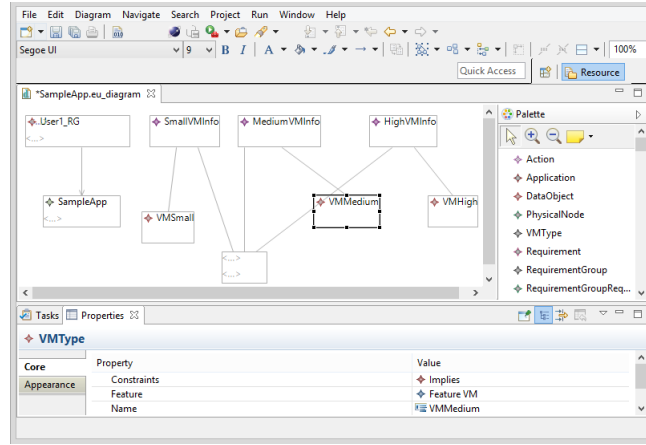 File Edit Diagram Navigate Search Project Run Window Help
Segoe UI 9 B I A 100%
Quick Access Resource
*SampleApp.eu_diagram
Palette
User1_RG
<...>
SmallVMInfo
MediumVMInfo
HighVMInfo
SampleApp
<...>
VMSmall
VMMedium
VMHigh
<...>
<...>
Action
Application
DataObject
PhysicalNode
VMType
Requirement
RequirementGroup
RequirementGroupReq...
Tasks Properties
VMType
Core
Appearance
Property Value
Constraints Implies
Feature Feature VM
Name VMMedium